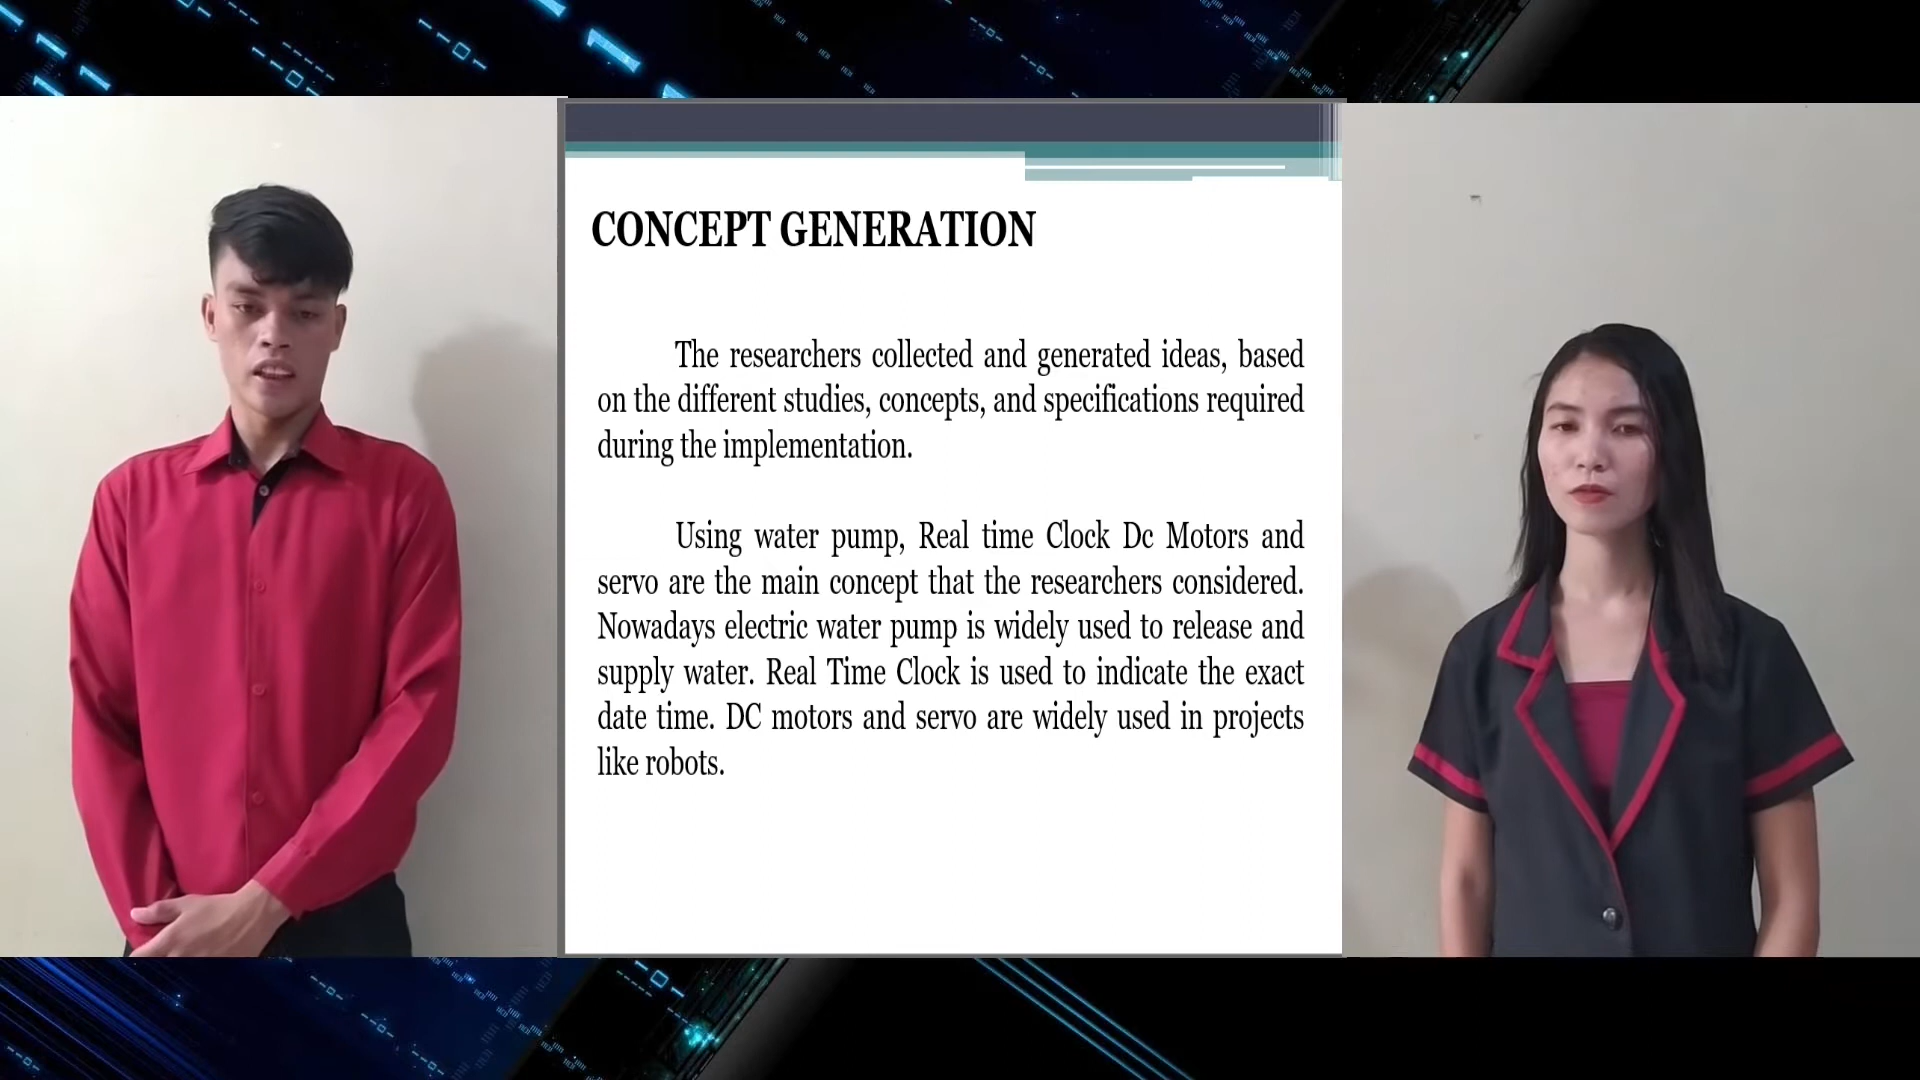 CONCEPT GENERATION
The researchers collected and generated ideas, based
on the different studies, concepts, and specifications required
during the implementation.
Using water pump, Real time Clock Dc Motors and
servo are the main concept that the researchers considered.
Nowadays electric water pump is widely used to release and
supply water. Real Time Clock is used to indicate the exact
date time. DC motors and servo are widely used in projects
like robots.